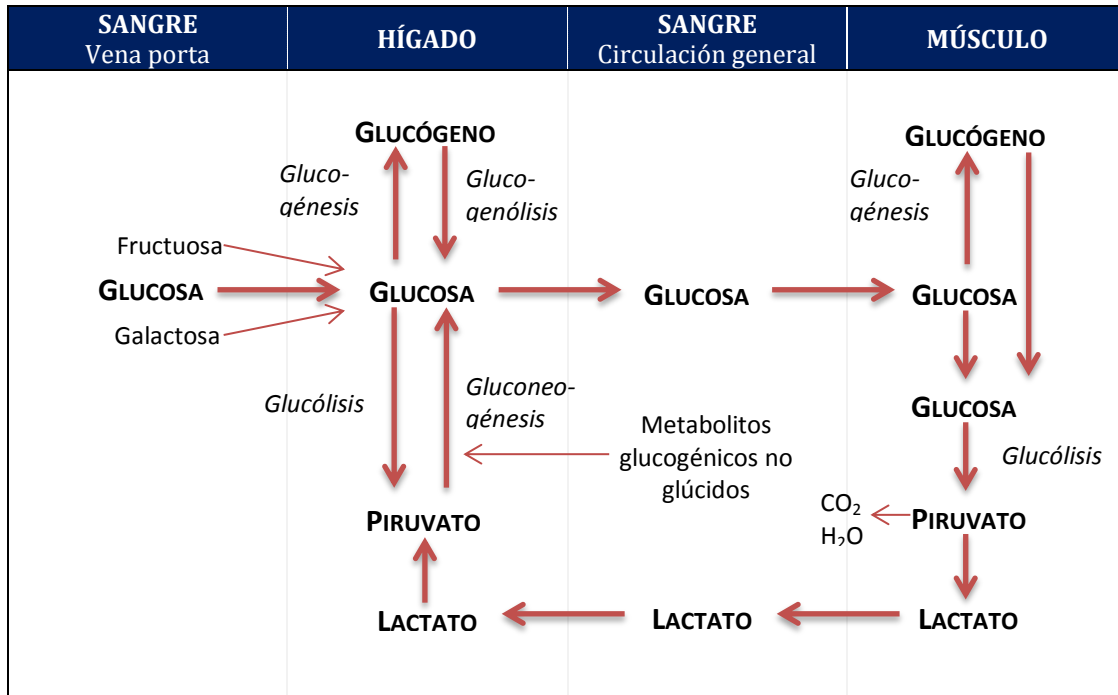 SANGRE
Vena porta
HÍGADO
SANGRE
Circulación general
MÚSCULO
GLUCÓGENO
GLUCÓGENO
Gluco-
génesis
Gluco-
genólisis
Gluco-
génesis
Fructuosa
GLUCOSA
GLUCOSA
GLUCOSA
GLUCOSA
Galactosa
Glucólisis
Gluconeo-
génesis
GLUCOSA
Metabolitos
glucogénicos no
glúcidos
Glucólisis
PIRUVATO
CO₂
H₂O
PIRUVATO
LACTATO
LACTATO
LACTATO